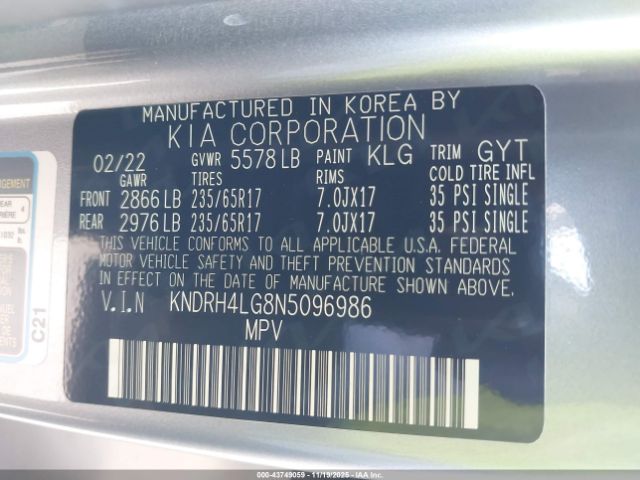 MANUFACTURED IN KOREA BY
KIA CORPORATION
02/22 GVWR 5578 LB PAINT KLG TRIM GYT
GAWR TIRES RIMS COLD TIRE INFL
FRONT 2866 LB 235/65R17 7.0JX17 35 PSI SINGLE
REAR 2976 LB 235/65R17 7.0JX17 35 PSI SINGLE
THIS VEHICLE CONFORMS TO ALL APPLICABLE U.S.A. FEDERAL
MOTOR VEHICLE SAFETY AND THEFT PREVENTION STANDARDS
IN EFFECT ON THE DATE OF MANUFACTURE SHOWN ABOVE.
V.I.N KNDRH4LG8N5096986
MPV
C21
000-43749059 - 11/19/2025 - IAAI.COM